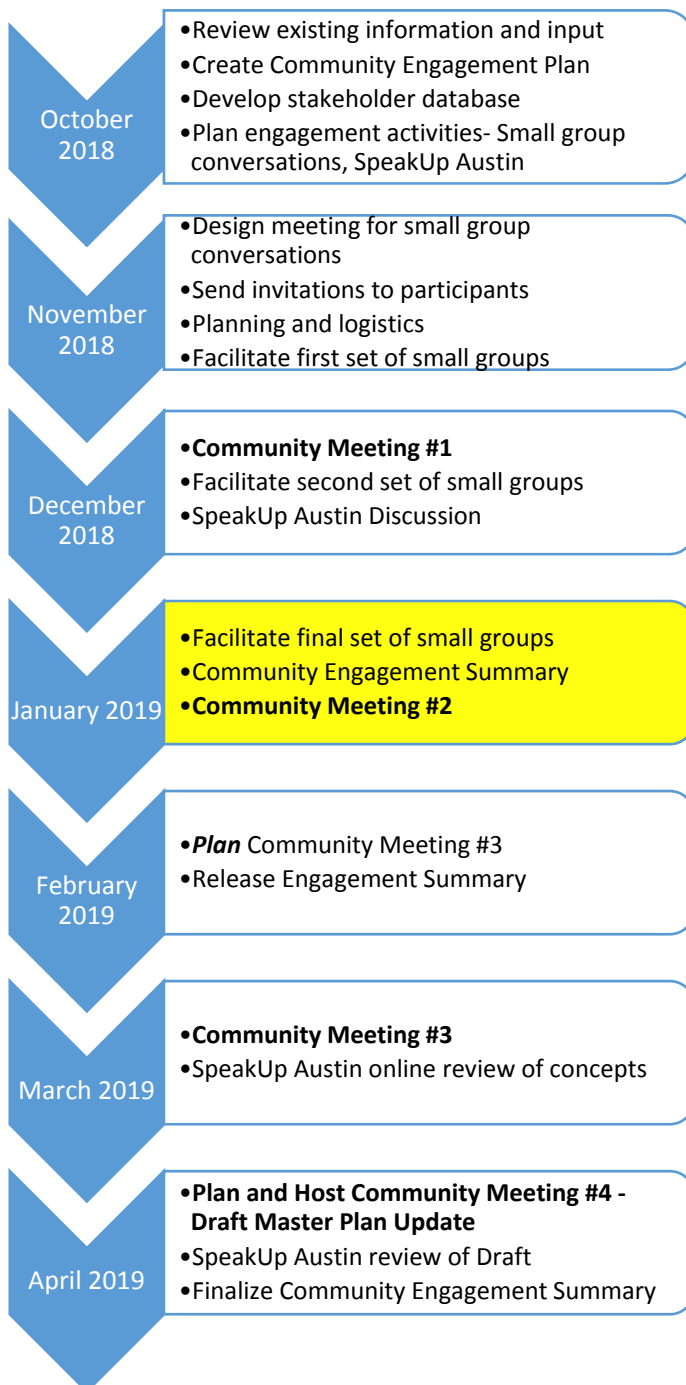 October
2018
•Review existing information and input
•Create Community Engagement Plan
•Develop stakeholder database
•Plan engagement activities- Small group
conversations, SpeakUp Austin
November
2018
•Design meeting for small group
conversations
•Send invitations to participants
•Planning and logistics
•Facilitate first set of small groups
December
2018
•Community Meeting #1
•Facilitate second set of small groups
•SpeakUp Austin Discussion
January 2019
•Facilitate final set of small groups
•Community Engagement Summary
•Community Meeting #2
February
2019
•Plan Community Meeting #3
•Release Engagement Summary
March 2019
•Community Meeting #3
•SpeakUp Austin online review of concepts
April 2019
•Plan and Host Community Meeting #4 -
Draft Master Plan Update
•SpeakUp Austin review of Draft
•Finalize Community Engagement Summary